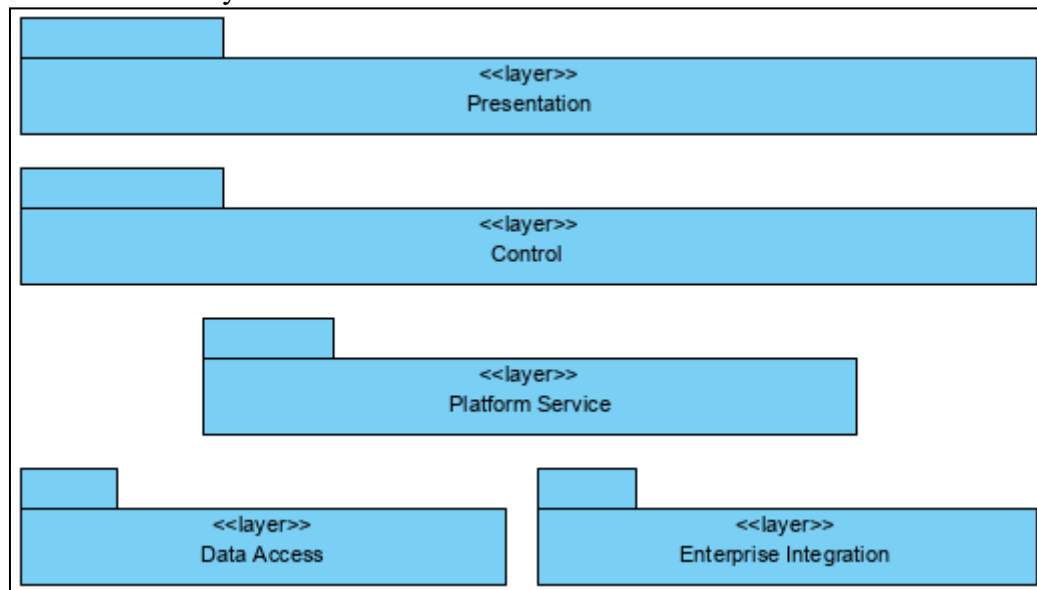 <<layer>>
Presentation
<<layer>>
Control
<<layer>>
Platform Service
<<layer>>
Data Access
<<layer>>
Enterprise Integration